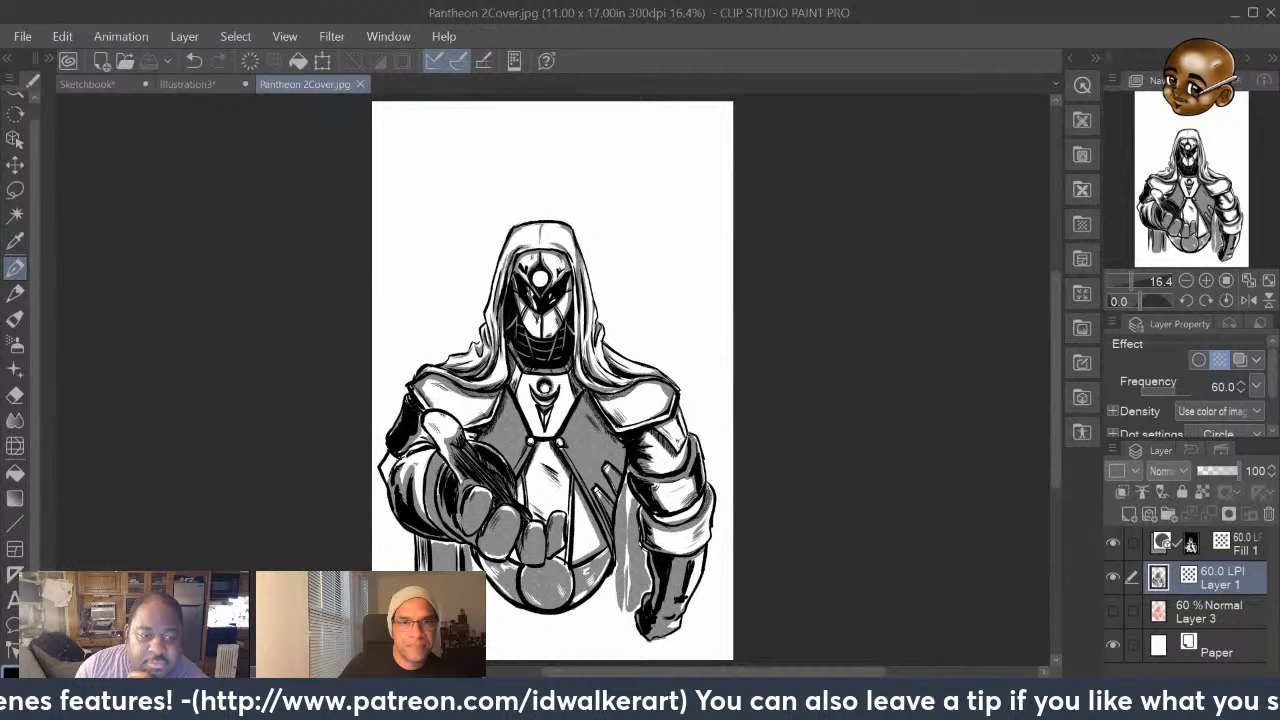 Pantheon 2Cover.jpg (11.00 x 17.00in 300dpi 16.4%) - CLIP STUDIO PAINT PRO
File Edit Animation Layer Select View Filter Window Help
Sketchbook* Illustration3* Pantheon 2Cover.jpg
16.4
0.0
Layer Property
Effect
Frequency 60.0
Density Use color of imag
Dot settings Circle
Layer
Norma 100
60.0 LF
Fill 1
60.0 LPI
Layer 1
60 % Normal
Layer 3
Paper
enes features! -(http://www.patreon.com/idwalkerart) You can also leave a tip if you like what you s